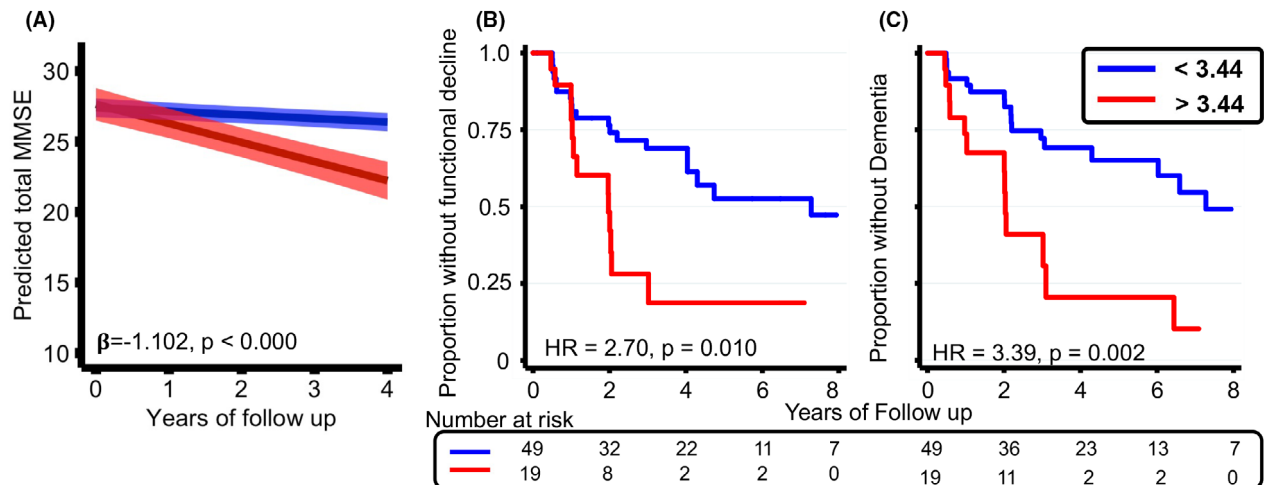 (A)
Predicted total MMSE
30
25
20
15
10
β=-1.102, p < 0.000
0 1 2 3 4
Years of follow up
(B)
Proportion without functional decline
1.0
0.75
0.5
0.25
0
HR = 2.70, p = 0.010
0 2 4 6 8
(C)
Proportion without Dementia
< 3.44
> 3.44
HR = 3.39, p = 0.002
0 2 4 6 8
Years of Follow up
Number at risk
49 32 22 11 7
19 8 2 2 0
49 36 23 13 7
19 11 2 2 0